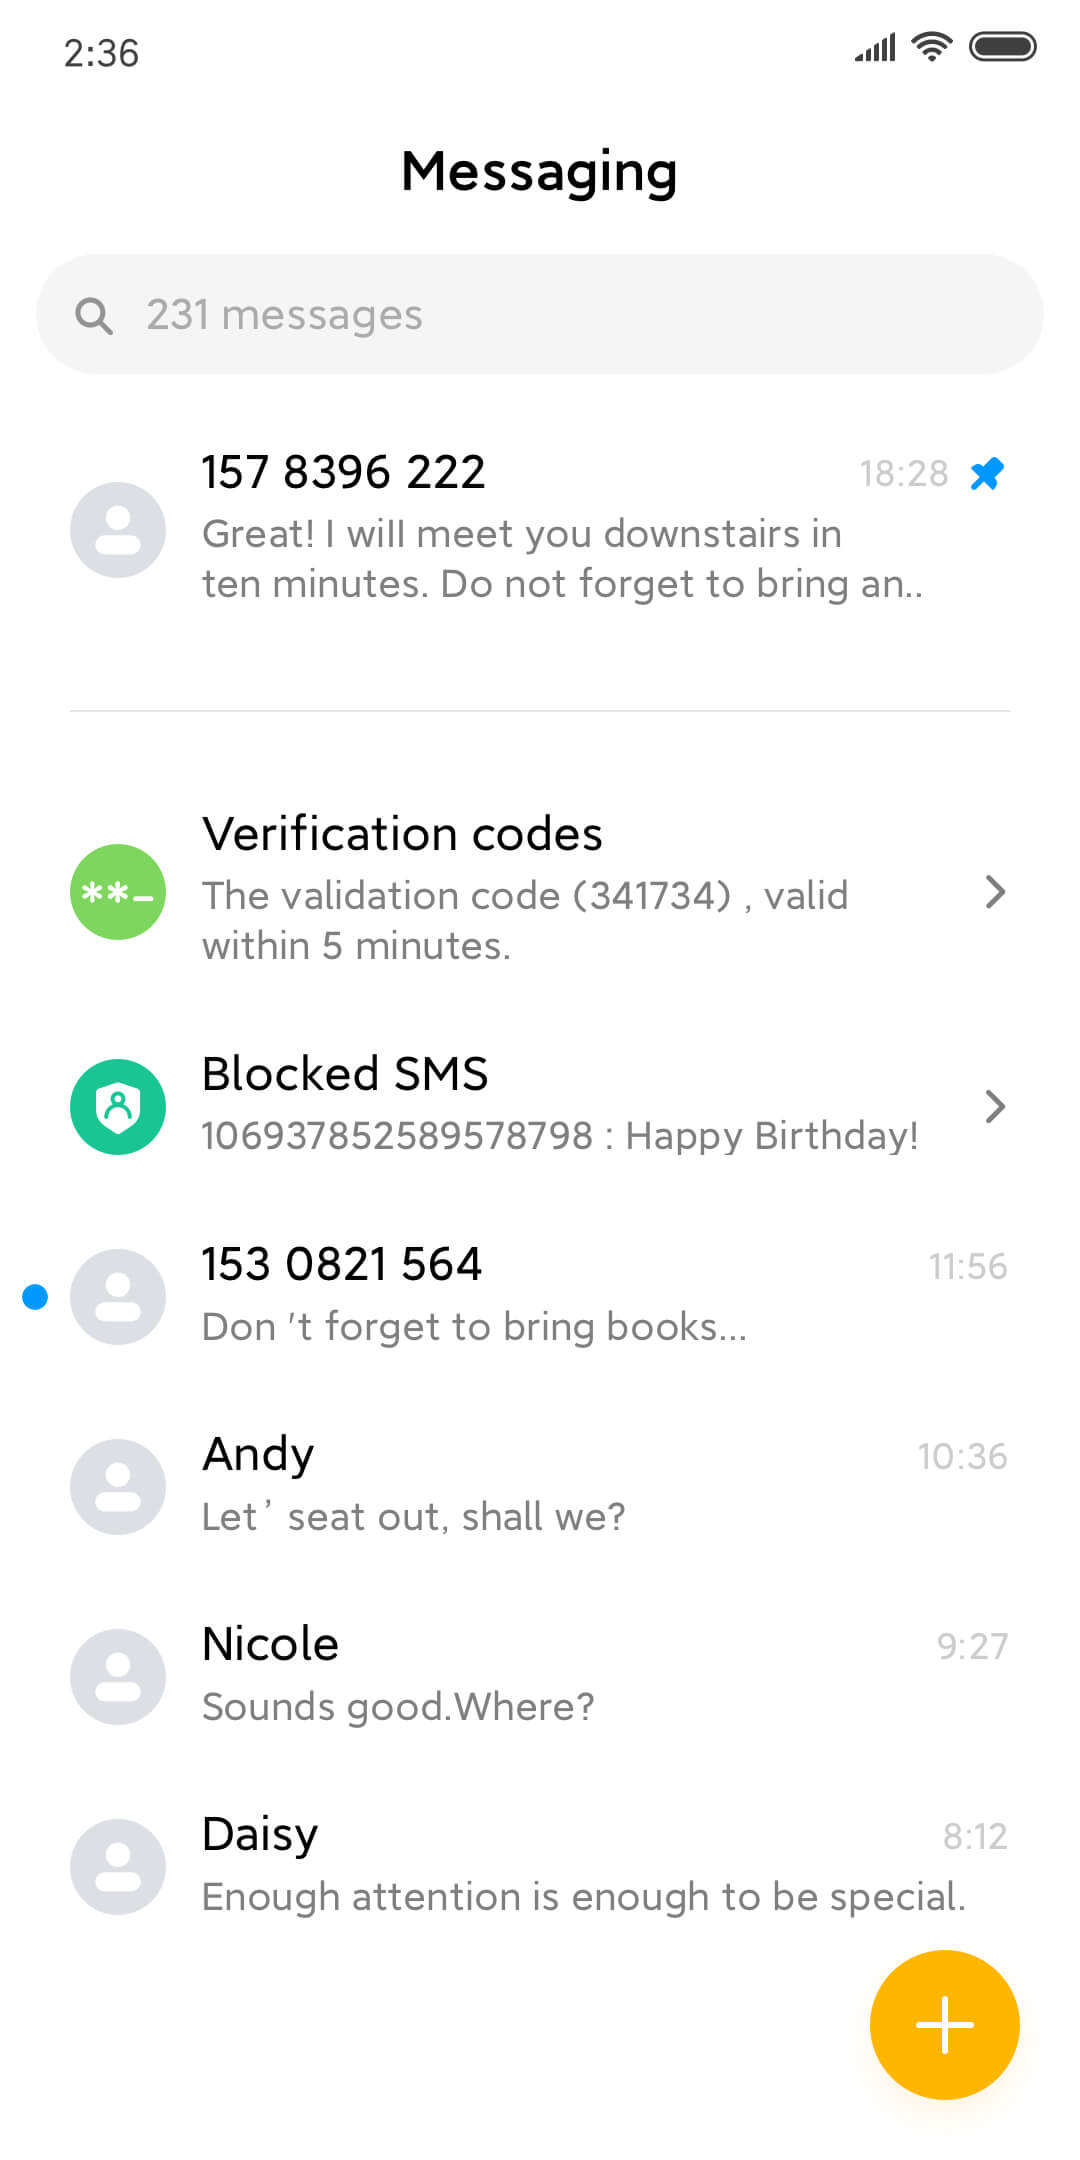 2:36
Messaging
231 messages
157 8396 222 18:28
Great! I will meet you downstairs in
ten minutes. Do not forget to bring an..
Verification codes
**_
The validation code (341734) , valid
within 5 minutes.
Blocked SMS
106937852589578798 : Happy Birthday!
153 0821 564 11:56
Don 't forget to bring books...
Andy 10:36
Let’ seat out, shall we?
Nicole 9:27
Sounds good.Where?
Daisy 8:12
Enough attention is enough to be special.